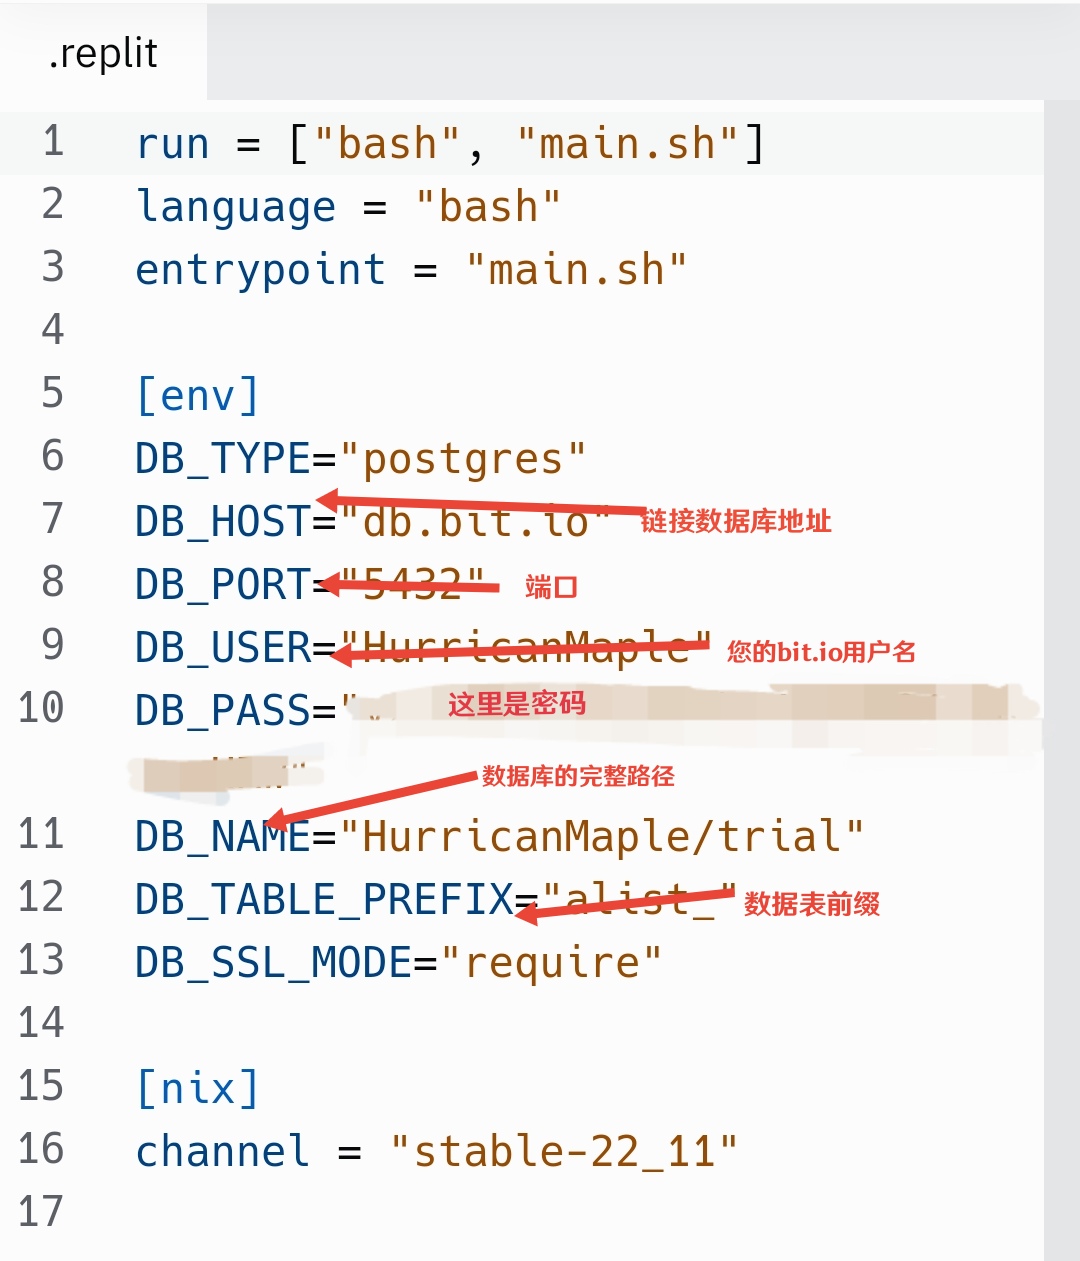 .replit
1 run = ["bash", "main.sh"]
2 language = "bash"
3 entrypoint = "main.sh"
4
5 [env]
6 DB_TYPE="postgres"
7 DB_HOST="db.bit.io" 链接数据库地址
8 DB_PORT="5432" 端口
9 DB_USER="HurricanMaple" 您的bit.io用户名
10 DB_PASS=" 这里是密码
"
数据库的完整路径
11 DB_NAME="HurricanMaple/trial"
12 DB_TABLE_PREFIX="alist_" 数据表前缀
13 DB_SSL_MODE="require"
14
15 [nix]
16 channel = "stable-22_11"
17